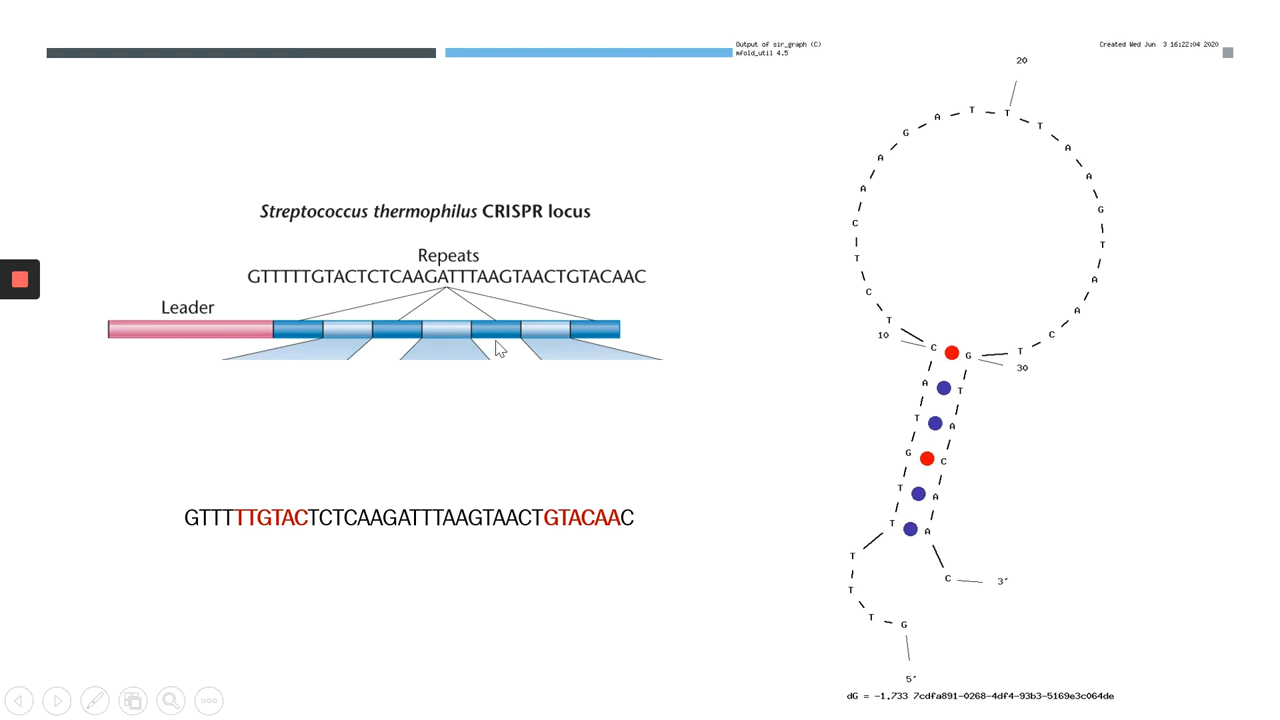 Output of sir_graph (C)
mfold_util 4.5
Created Wed Jun 3 16:22:04 2020
Streptococcus thermophilus CRISPR locus
Repeats
GTTTTTGTACTCTCAAGATTTAAGTAACTGTACAAC
Leader
GTTTTTGTACTCTCAAGATTTAAGTAACTGTACAAC
5'
G
T
T
T
T
T
G
T
A
C
10
T
C
T
C
A
A
G
A
T
T
20
T
A
A
G
T
A
A
C
T
G
30
T
A
C
A
A
C
3'
dG = -1.733 7cdfa891-0268-4df4-93b3-5169e3c064de